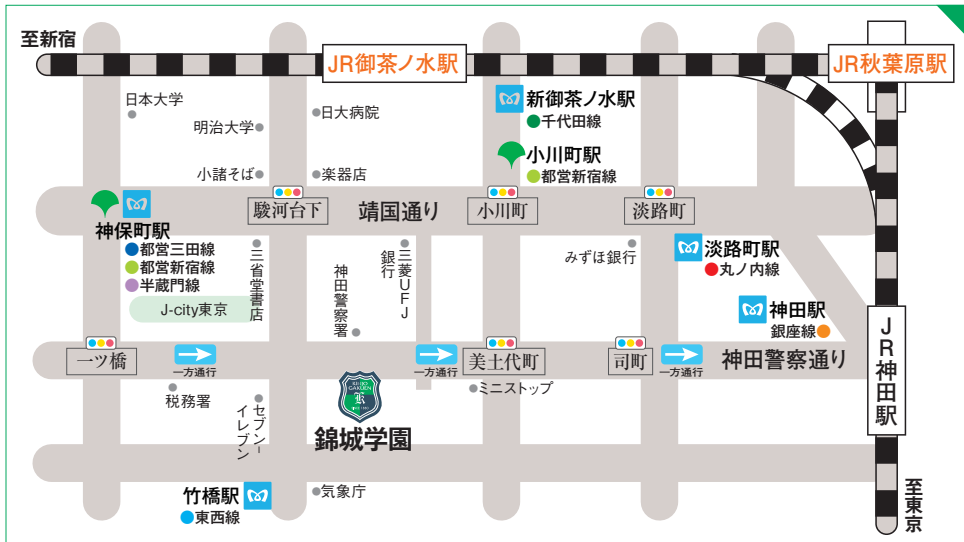 至新宿
JR御茶ノ水駅
JR秋葉原駅
日本大学
明治大学
日大病院
新御茶ノ水駅
千代田線
小川町駅
都営新宿線
小諸そば
楽器店
駿河台下
靖国通り
小川町
淡路町
神保町駅
都営三田線
都営新宿線
半蔵門線
J-city東京
三省堂書店
神田警察署
三菱UFJ
銀行
みずほ銀行
淡路町駅
丸ノ内線
神田駅
銀座線
JR神田駅
一ツ橋
一方通行
一方通行
美土代町
司町
一方通行
神田警察通り
税務署
セブン-
イレブン
K
錦城学園
ミニストップ
竹橋駅
東西線
気象庁
至東京